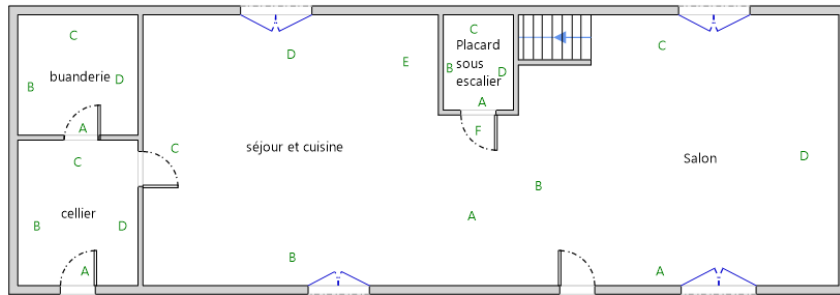 C
buanderie
B
D
A
C
cellier
B
D
A
D
E
C
séjour et cuisine
B
A
C
Placard
sous
escalier
B
D
A
F
C
D
Salon
B
A